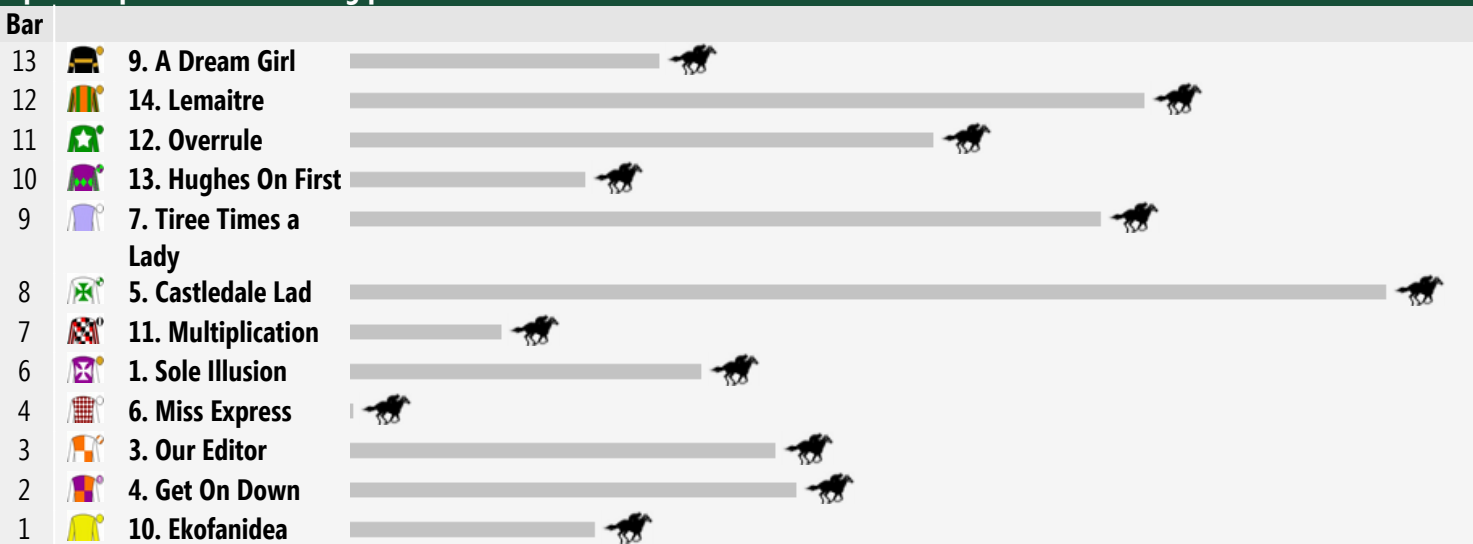 Bar
13 9. A Dream Girl
12 14. Lemaitre
11 12. Overrule
10 13. Hughes On First
9 7. Tiree Times a
Lady
8 5. Castledale Lad
7 11. Multiplication
6 1. Sole Illusion
4 6. Miss Express
3 3. Our Editor
2 4. Get On Down
1 10. Ekofanidea